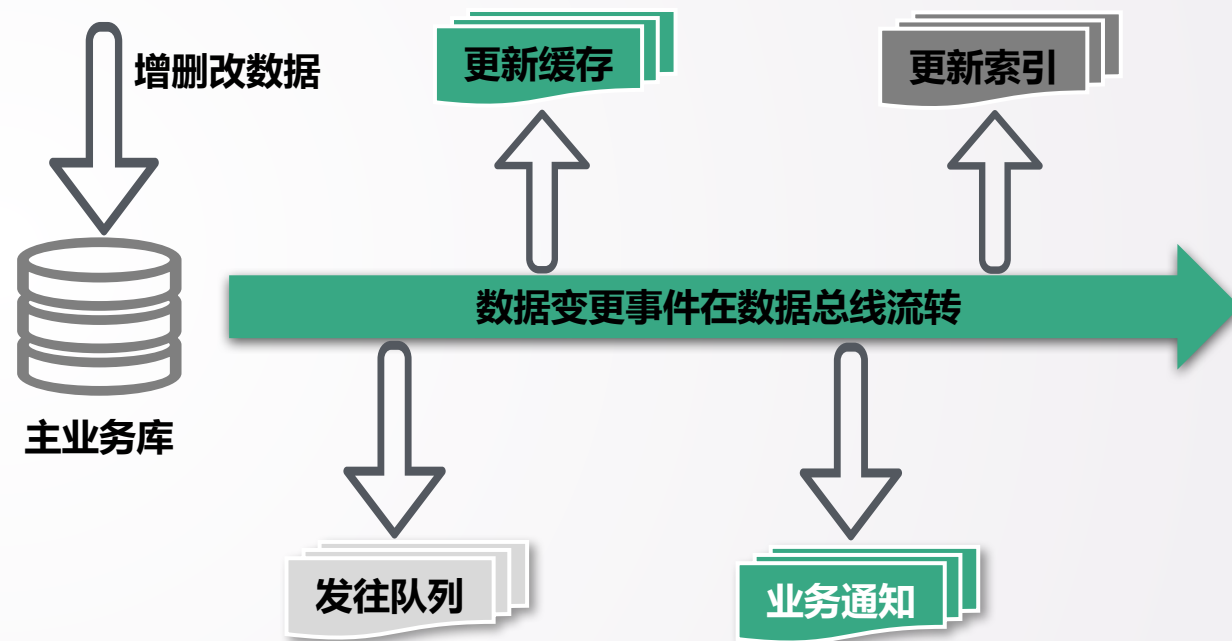 增删改数据
更新缓存
更新索引
数据变更事件在数据总线流转
主业务库
发往队列
业务通知